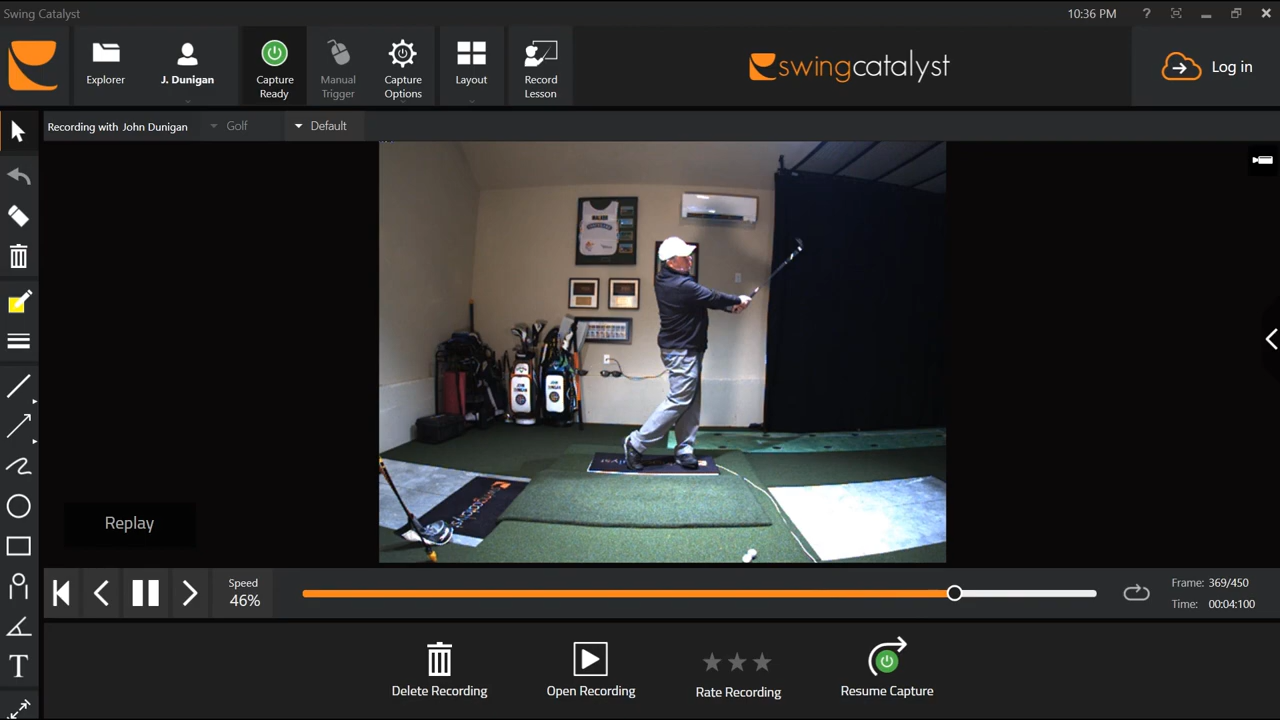 Swing Catalyst
10:36 PM
?
Explorer
J. Dunigan
Capture
Ready
Manual
Trigger
Capture
Options
Layout
Record
Lesson
swingcatalyst
Log in
Recording with John Dunigan
Golf
Default
Replay
Speed
46%
Frame: 369/450
Time: 00:04:100
T
Delete Recording
Open Recording
Rate Recording
Resume Capture